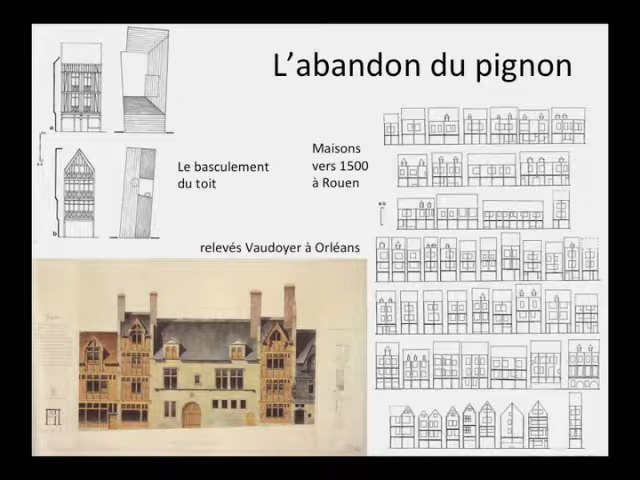 L’abandon du pignon
Le basculement
du toit
Maisons
vers 1500
à Rouen
relevés Vaudoyer à Orléans
a
b